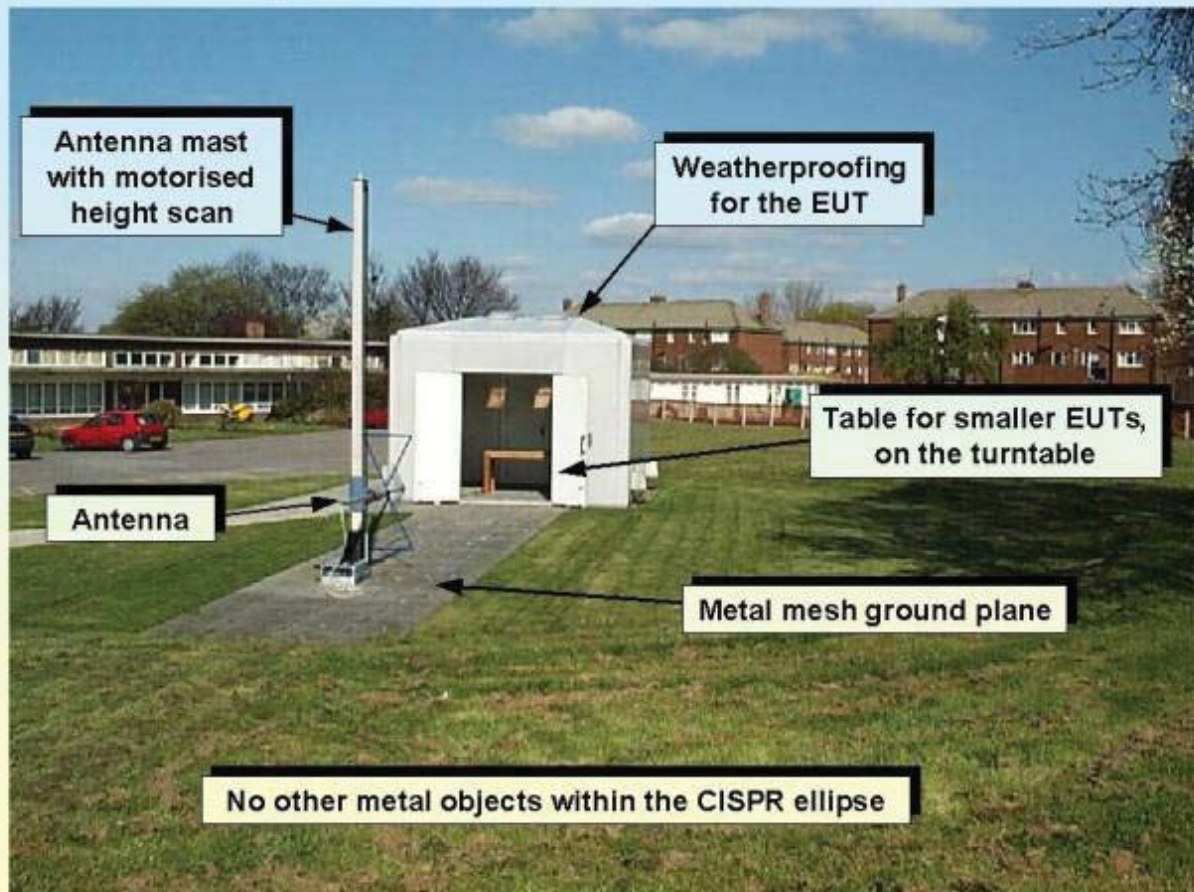 Antenna mast
with motorised
height scan
Weatherproofing
for the EUT
Table for smaller EUTs,
on the turntable
Antenna
Metal mesh ground plane
No other metal objects within the CISPR ellipse